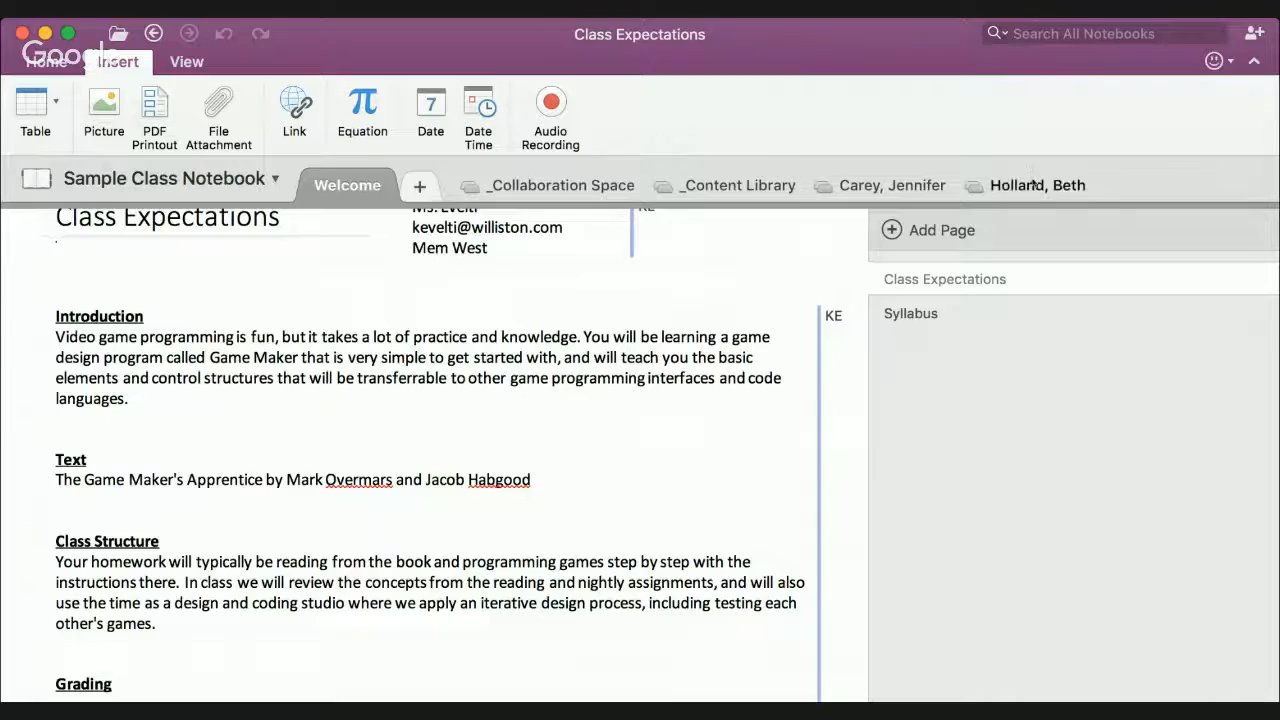 Class Expectations
Search All Notebooks
Google
Home
Insert
View
Table
Picture
PDF
Printout
File
Attachment
Link
Equation
7
Date
Date
Time
Audio
Recording
Sample Class Notebook
Welcome
+
_Collaboration Space
_Content Library
Carey, Jennifer
Holland, Beth
Class Expectations
Ms. Evelti
KE
kevelti@williston.com
Mem West
Add Page
Class Expectations
Syllabus
Introduction
KE
Video game programming is fun, but it takes a lot of practice and knowledge. You will be learning a game
design program called Game Maker that is very simple to get started with, and will teach you the basic
elements and control structures that will be transferrable to other game programming interfaces and code
languages.
Text
The Game Maker's Apprentice by Mark Overmars and Jacob Habgood
Class Structure
Your homework will typically be reading from the book and programming games step by step with the
instructions there. In class we will review the concepts from the reading and nightly assignments, and will also
use the time as a design and coding studio where we apply an iterative design process, including testing each
other's games.
Grading